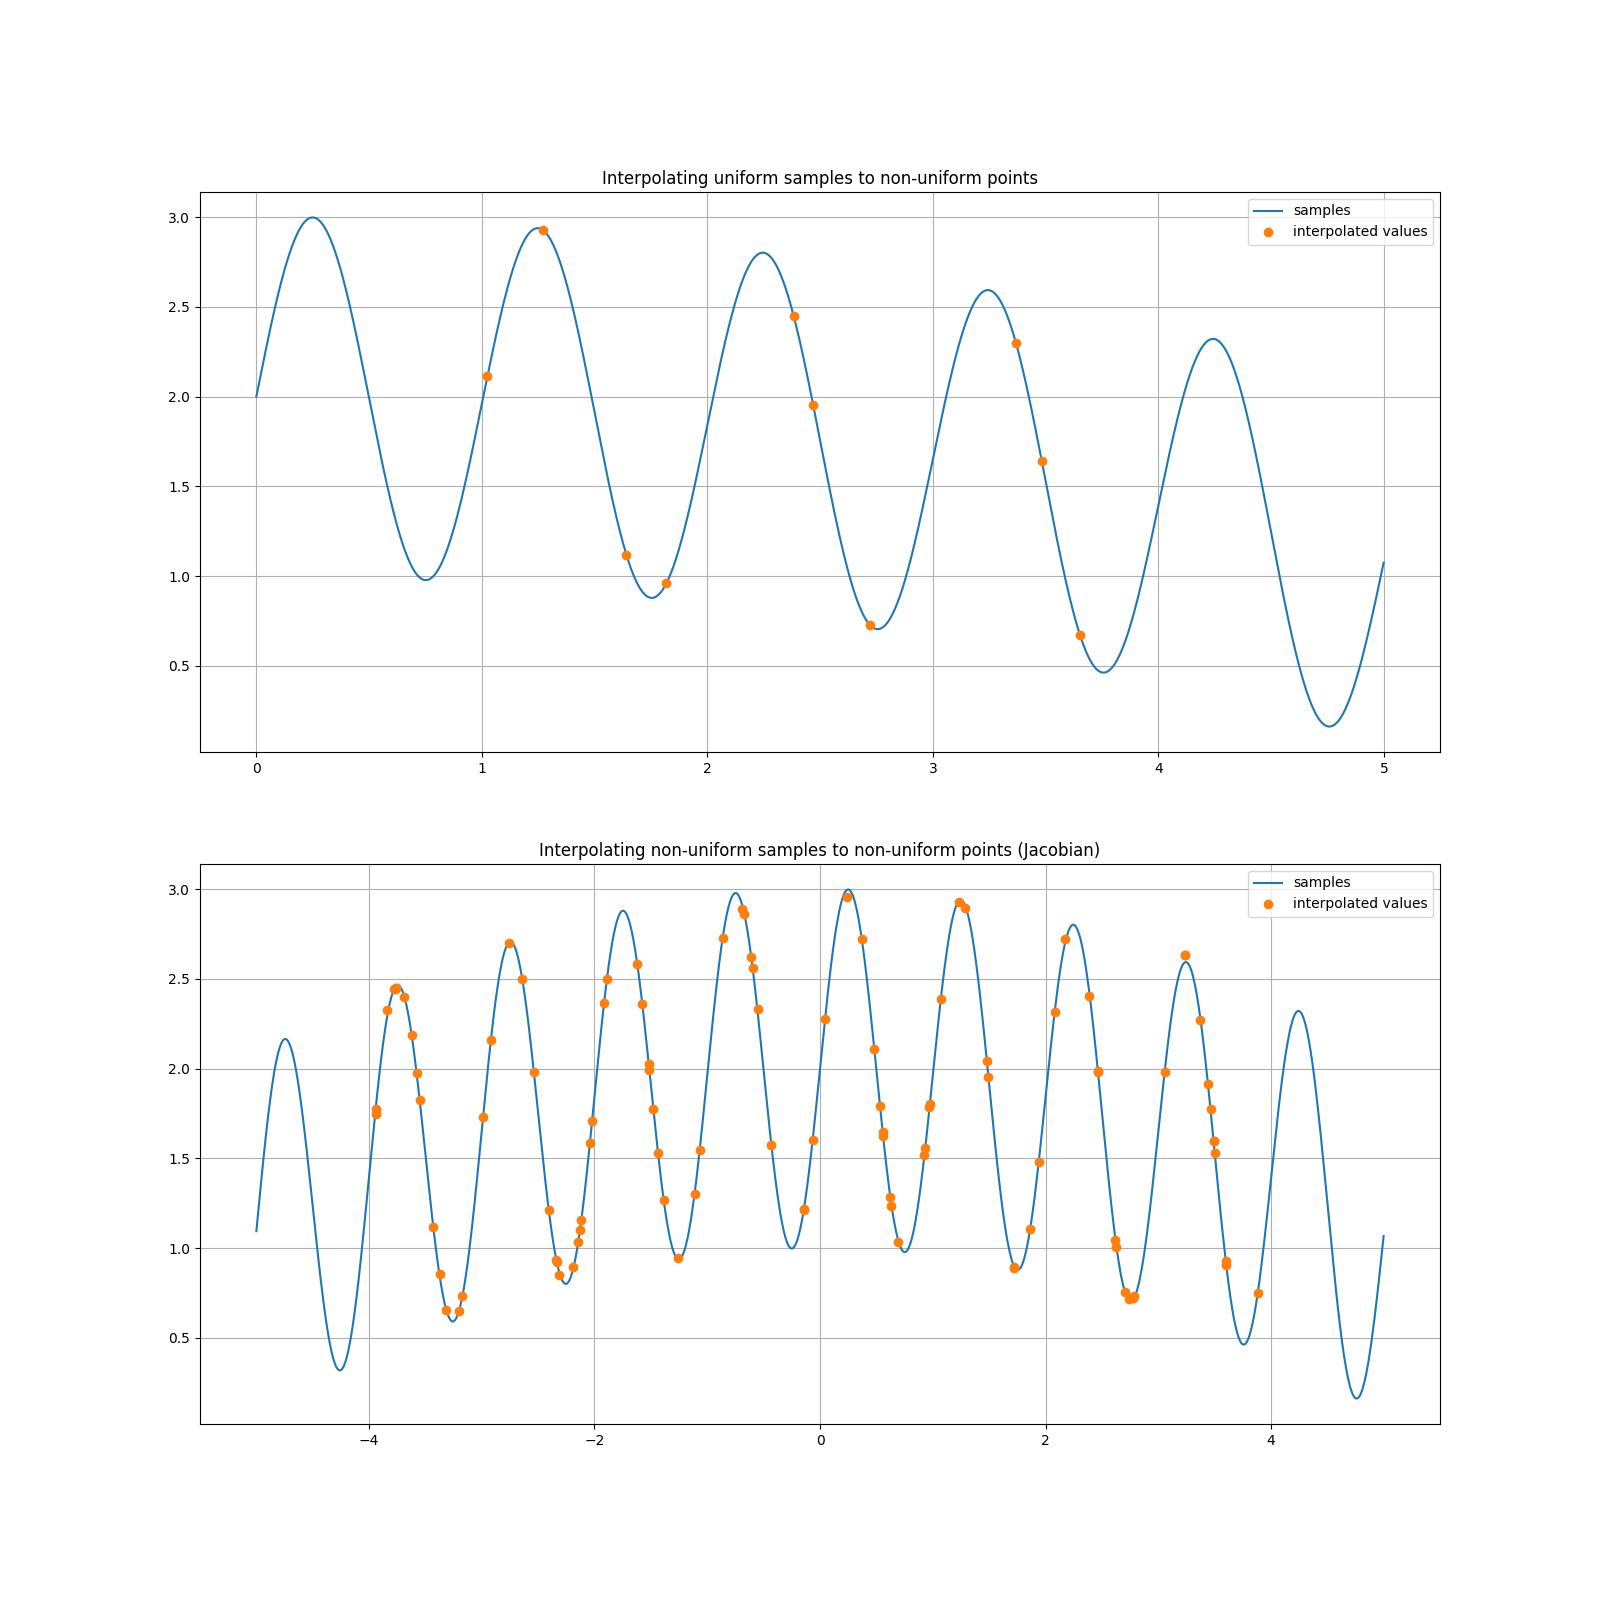 Interpolating uniform samples to non-uniform points
samples
interpolated values
3.0
2.5
2.0
1.5
1.0
0.5
0 1 2 3 4 5
Interpolating non-uniform samples to non-uniform points (Jacobian)
samples
interpolated values
3.0
2.5
2.0
1.5
1.0
0.5
−4 −2 0 2 4